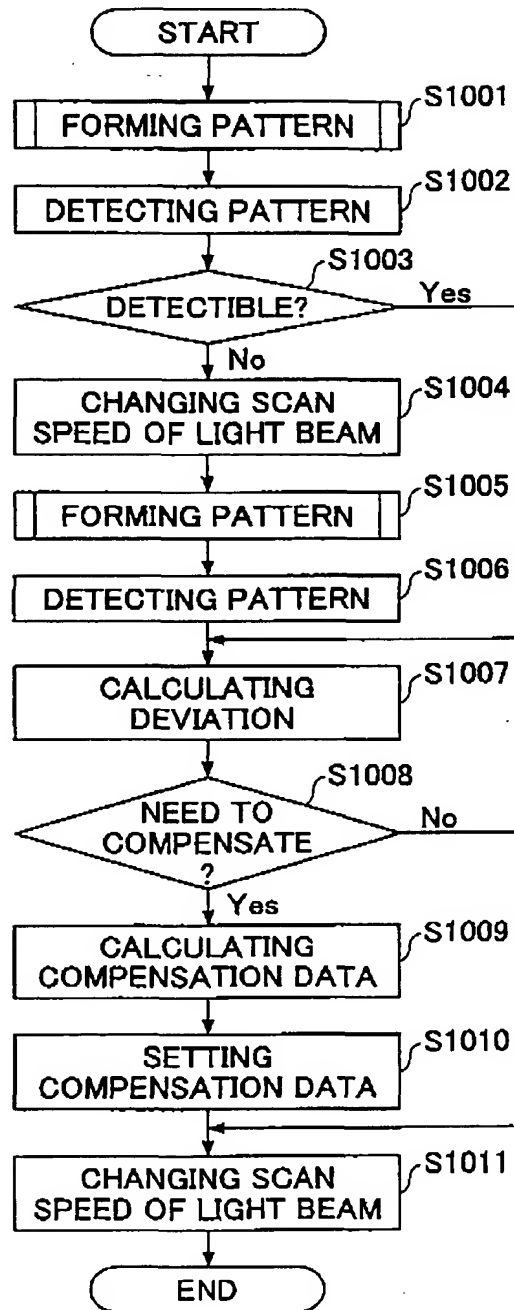 START
FORMING PATTERN
S1001
DETECTING PATTERN
S1002
S1003
DETECTIBLE?
Yes
No
CHANGING SCAN
SPEED OF LIGHT BEAM
S1004
FORMING PATTERN
S1005
DETECTING PATTERN
S1006
CALCULATING
DEVIATION
S1007
S1008
NEED TO
COMPENSATE
?
No
Yes
CALCULATING
COMPENSATION DATA
S1009
SETTING
COMPENSATION DATA
S1010
CHANGING SCAN
SPEED OF LIGHT BEAM
S1011
END